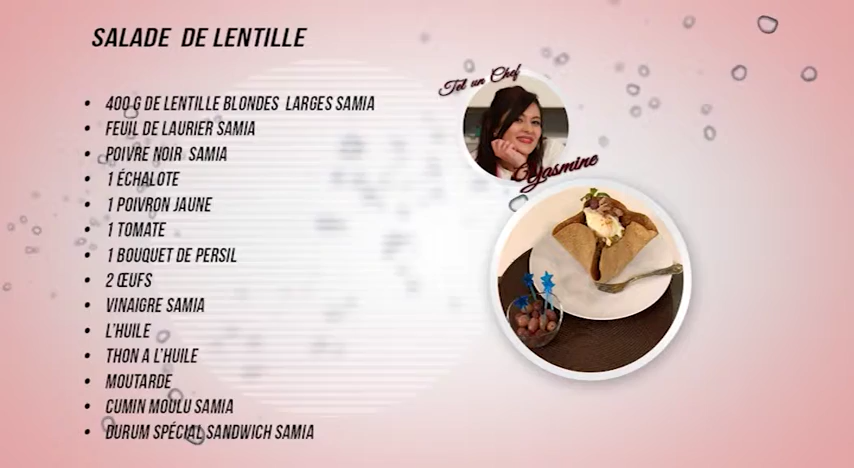 SALADE DE LENTILLE
• 400 G DE LENTILLE BLONDES LARGES SAMIA
• FEUIL DE LAURIER SAMIA
• POIVRE NOIR SAMIA
• 1 ÉCHALOTE
• 1 POIVRON JAUNE
• 1 TOMATE
• 1 BOUQUET DE PERSIL
• 2 ŒUFS
• VINAIGRE SAMIA
• L'HUILE
• THON A L'HUILE
• MOUTARDE
• CUMIN MOULU SAMIA
• DURUM SPÉCIAL SANDWICH SAMIA
Tel un Chef
Yasmine